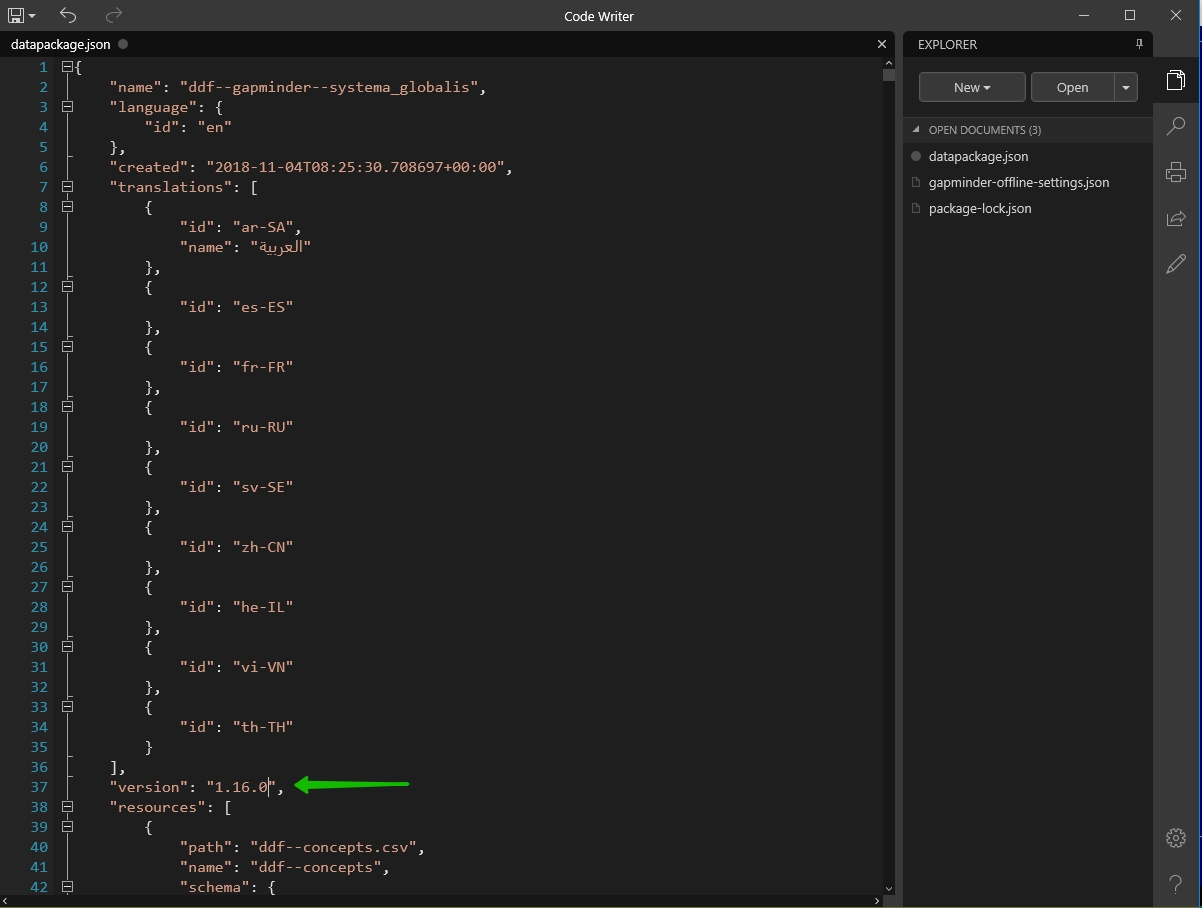 Code Writer
datapackage.json
1 {
2 "name": "ddf--gapminder--systema_globalis",
3 "language": {
4 "id": "en"
5 },
6 "created": "2018-11-04T08:25:30.708697+00:00",
7 "translations": [
8 {
9 "id": "ar-SA",
10 "name": "العربية"
11 },
12 {
13 "id": "es-ES"
14 },
15 {
16 "id": "fr-FR"
17 },
18 {
19 "id": "ru-RU"
20 },
21 {
22 "id": "sv-SE"
23 },
24 {
25 "id": "zh-CN"
26 },
27 {
28 "id": "he-IL"
29 },
30 {
31 "id": "vi-VN"
32 },
33 {
34 "id": "th-TH"
35 }
36 ],
37 "version": "1.16.0",
38 "resources": [
39 {
40 "path": "ddf--concepts.csv",
41 "name": "ddf--concepts",
42 "schema": {
EXPLORER
New
Open
OPEN DOCUMENTS (3)
datapackage.json
gapminder-offline-settings.json
package-lock.json